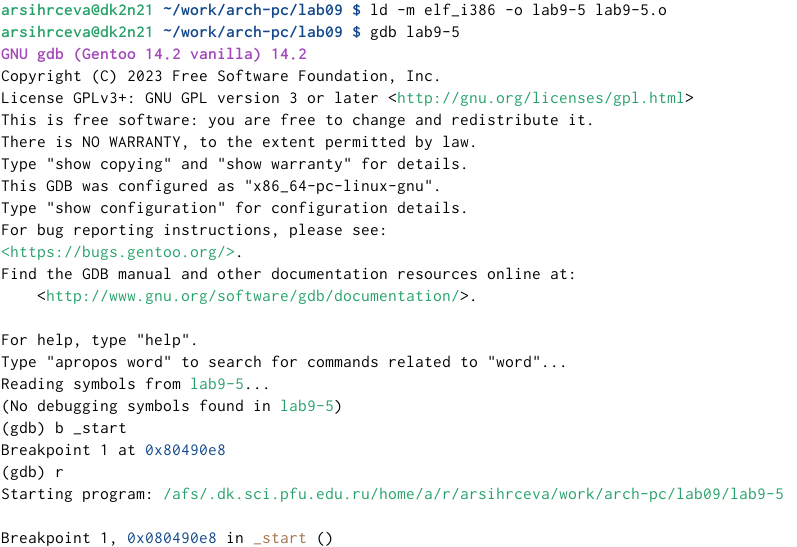 arsihrceva@dk2n21 ~/work/arch-pc/lab09 $ ld -m elf_i386 -o lab9-5 lab9-5.o
arsihrceva@dk2n21 ~/work/arch-pc/lab09 $ gdb lab9-5
GNU gdb (Gentoo 14.2 vanilla) 14.2
Copyright (C) 2023 Free Software Foundation, Inc.
License GPLv3+: GNU GPL version 3 or later <http://gnu.org/licenses/gpl.html>
This is free software: you are free to change and redistribute it.
There is NO WARRANTY, to the extent permitted by law.
Type "show copying" and "show warranty" for details.
This GDB was configured as "x86_64-pc-linux-gnu".
Type "show configuration" for configuration details.
For bug reporting instructions, please see:
<https://bugs.gentoo.org/>.
Find the GDB manual and other documentation resources online at:
    <http://www.gnu.org/software/gdb/documentation/>.

For help, type "help".
Type "apropos word" to search for commands related to "word"...
Reading symbols from lab9-5...
(No debugging symbols found in lab9-5)
(gdb) b _start
Breakpoint 1 at 0x80490e8
(gdb) r
Starting program: /afs/.dk.sci.pfu.edu.ru/home/a/r/arsihrceva/work/arch-pc/lab09/lab9-5

Breakpoint 1, 0x080490e8 in _start ()